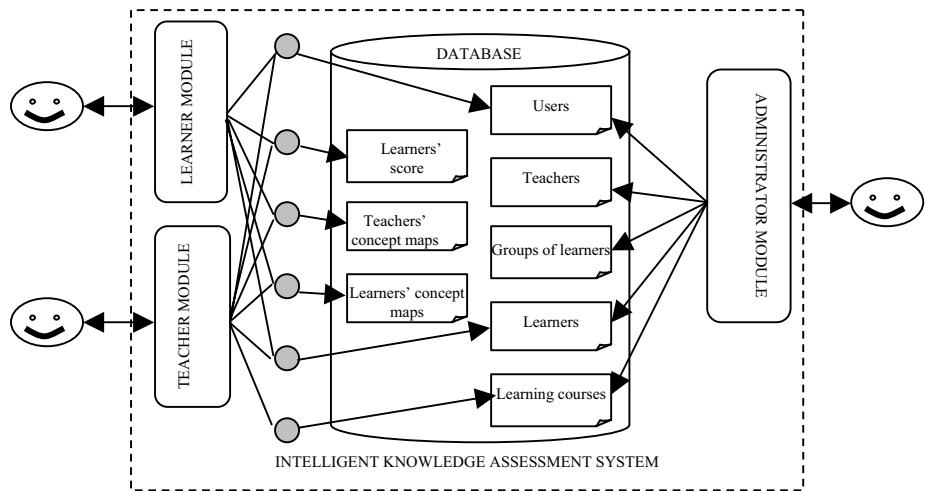 DATABASE
LEARNER MODULE
Users
ADMINISTRATOR MODULE
Learners’
score
Teachers
Teachers’
concept maps
Groups of learners
TEACHER MODULE
Learners’ concept
maps
Learners
Learning courses
INTELLIGENT KNOWLEDGE ASSESSMENT SYSTEM